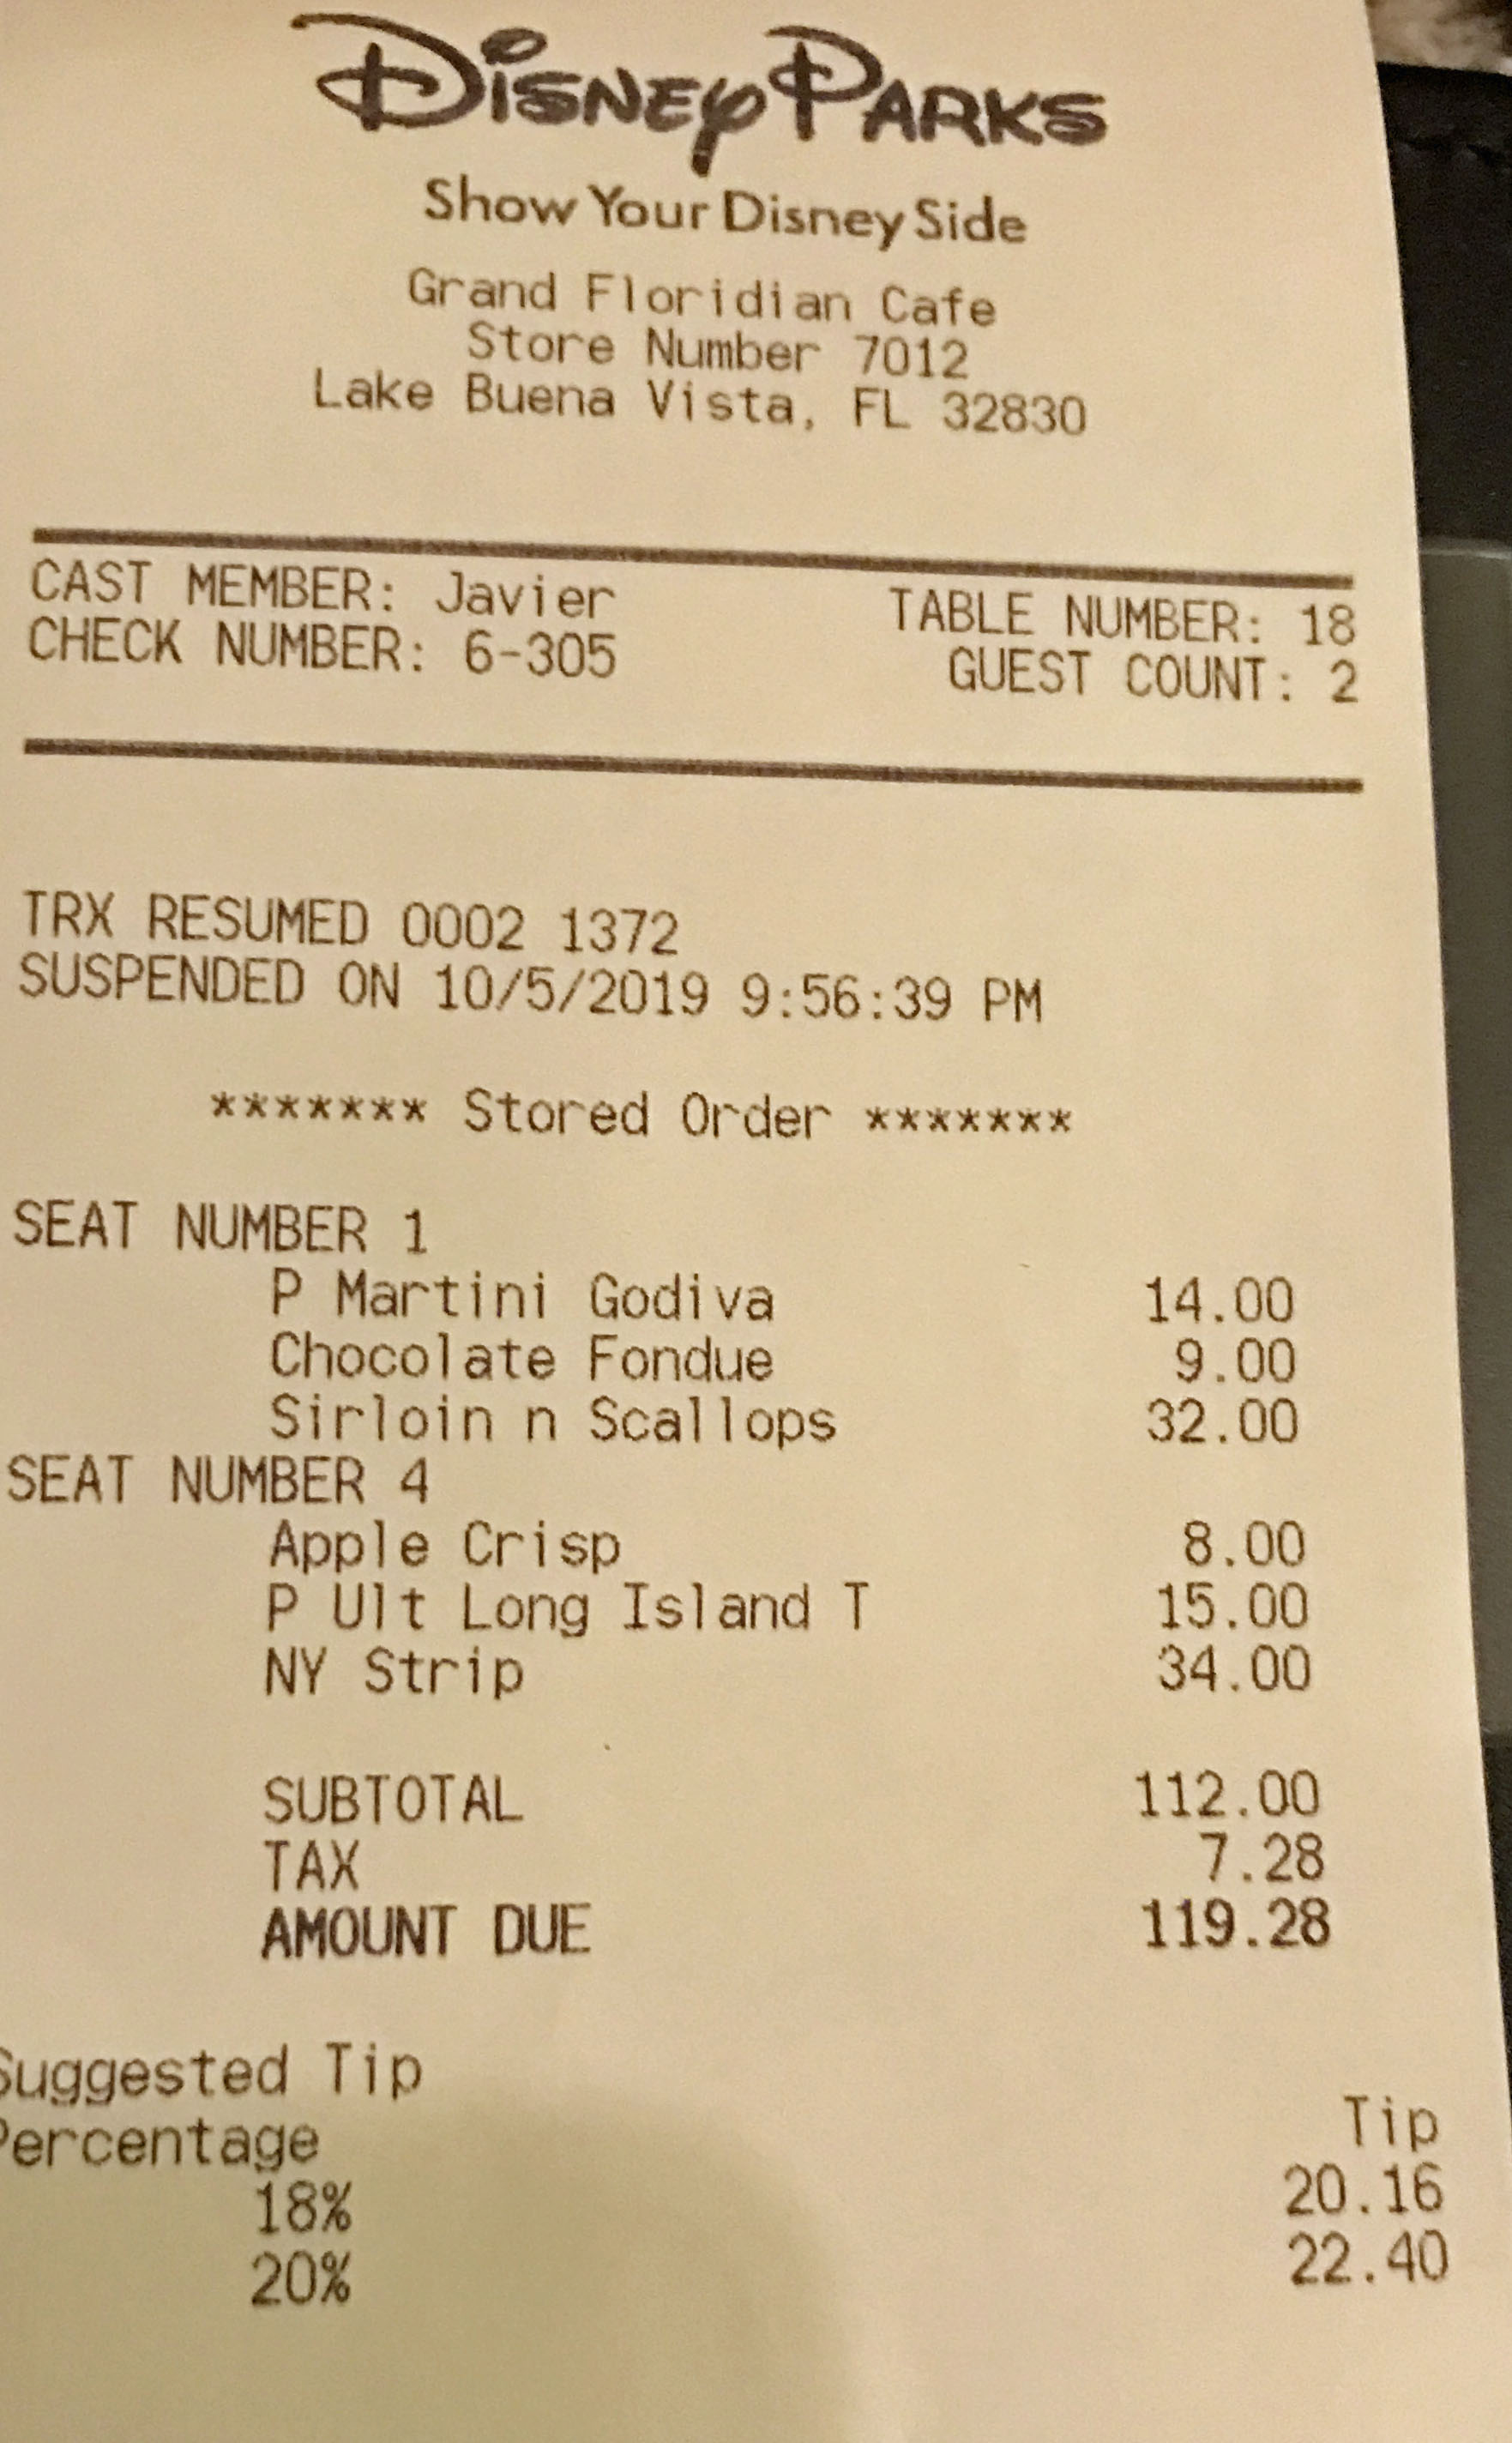 Disney Parks
Show Your Disney Side
Grand Floridian Cafe
Store Number 7012
Lake Buena Vista, FL 32830
CAST MEMBER: Javier TABLE NUMBER: 18
CHECK NUMBER: 6-305 GUEST COUNT: 2
TRX RESUMED 0002 1372
SUSPENDED ON 10/5/2019 9:56:39 PM
******* Stored Order *******
SEAT NUMBER 1
P Martini Godiva 14.00
Chocolate Fondue 9.00
Sirloin n Scallops 32.00
SEAT NUMBER 4
Apple Crisp 8.00
P Ult Long Island T 15.00
NY Strip 34.00
SUBTOTAL 112.00
TAX 7.28
AMOUNT DUE 119.28
Suggested Tip
Percentage Tip
18% 20.16
20% 22.40